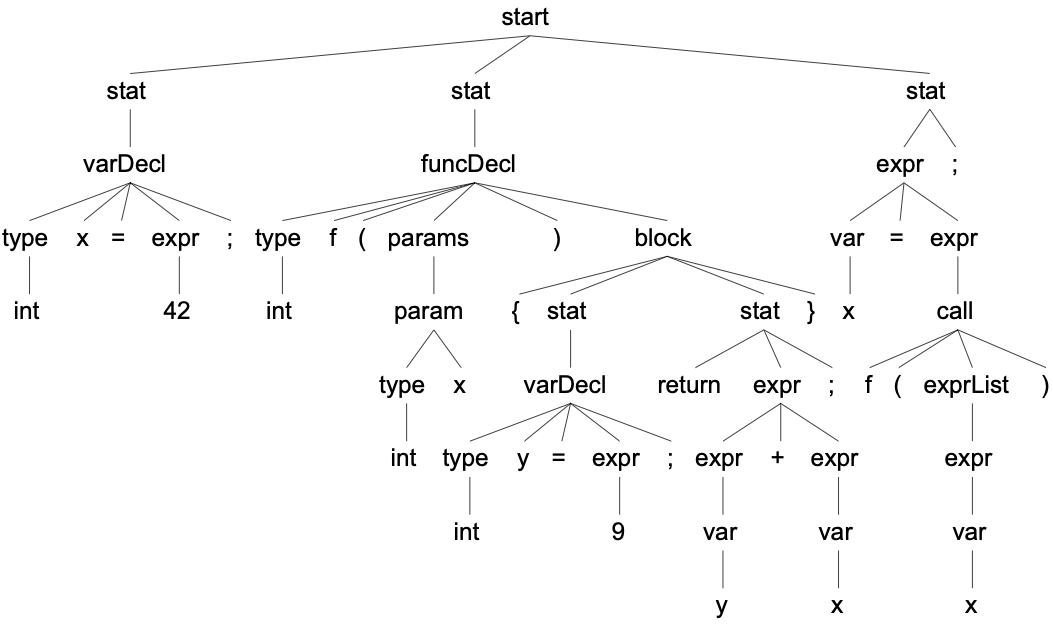 start
stat stat stat
varDecl funcDecl expr ;
type x = expr ; type f ( params ) block var = expr
int 42 int param { stat stat } x call
type x varDecl return expr ; f ( exprList )
int type y = expr ; expr + expr expr
int 9 var var var
y x x